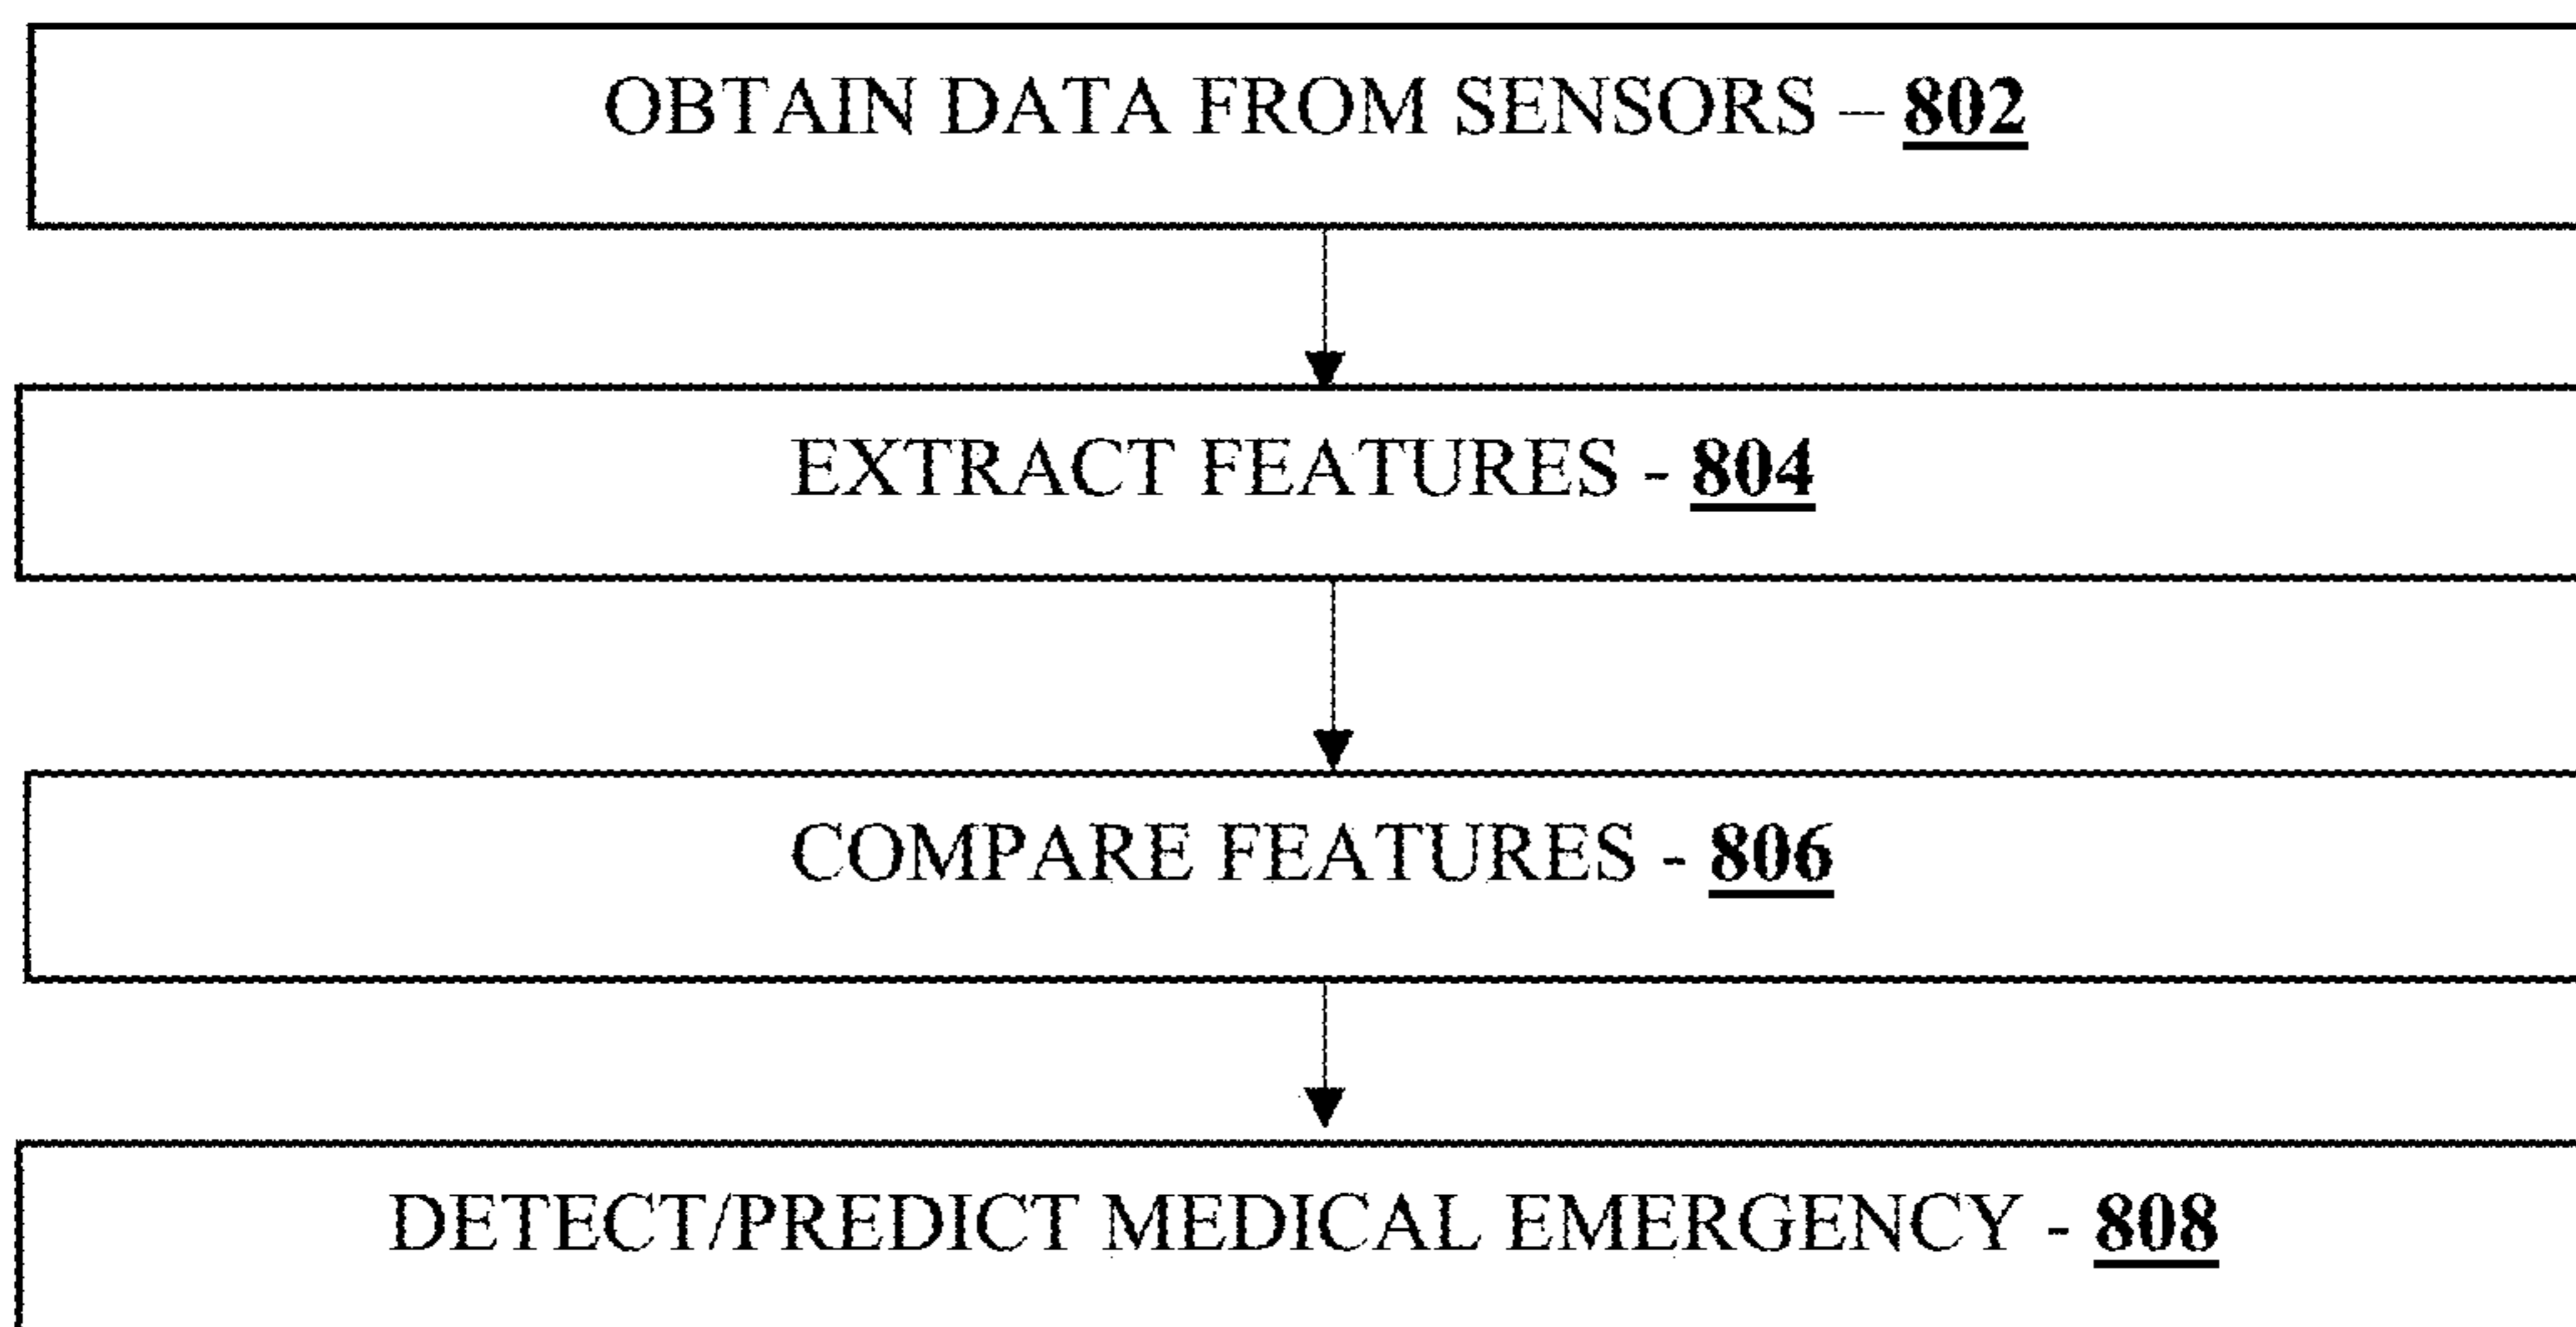 OBTAIN DATA FROM SENSORS – 802
EXTRACT FEATURES - 804
COMPARE FEATURES - 806
DETECT/PREDICT MEDICAL EMERGENCY - 808